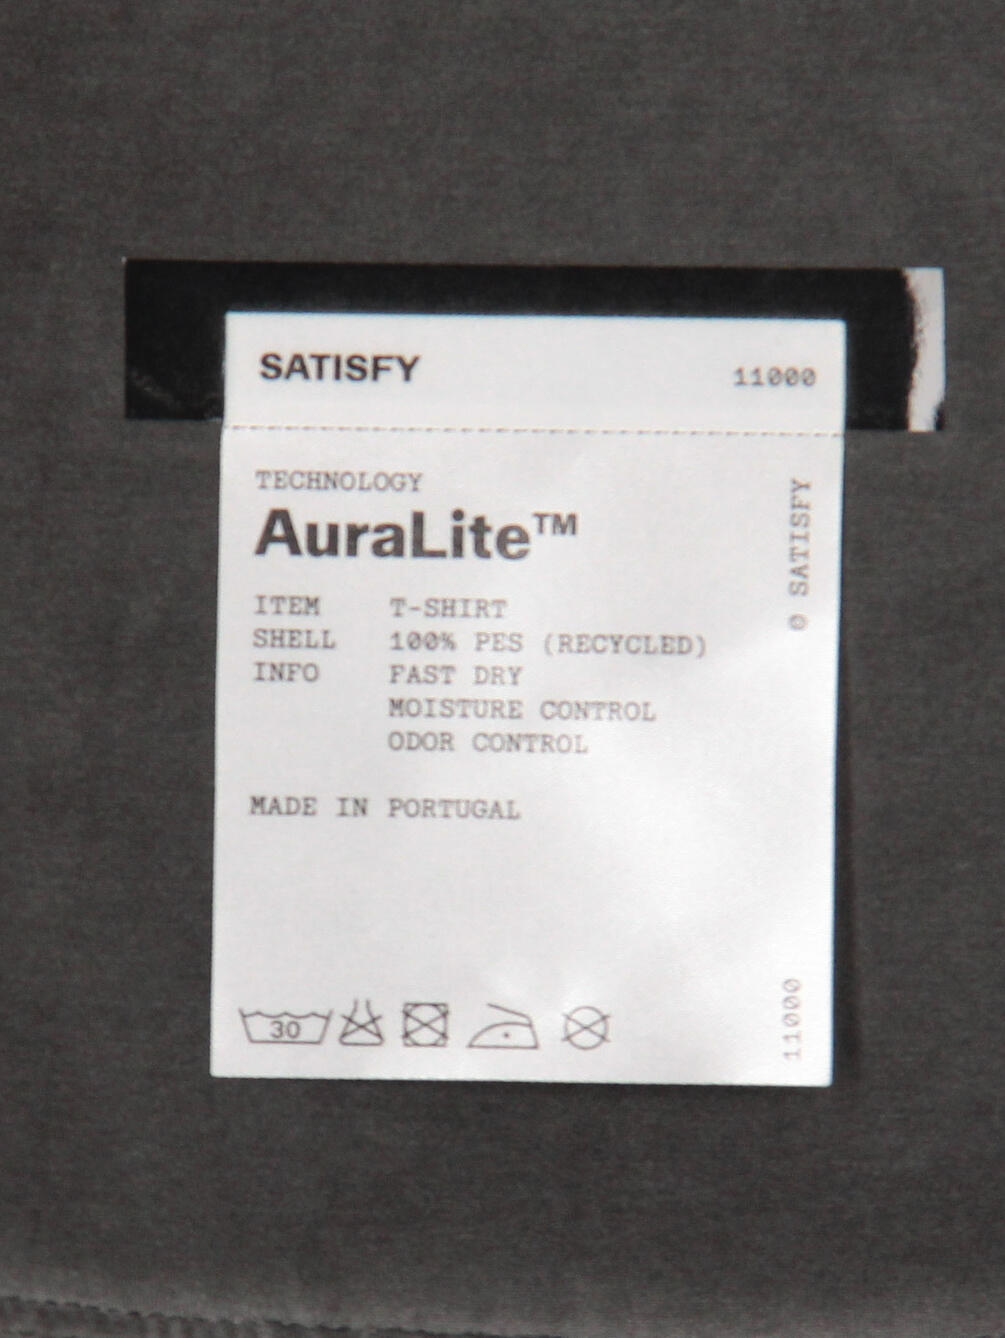 SATISFY 11000
TECHNOLOGY
AuraLite™
ITEM T-SHIRT
SHELL 100% PES (RECYCLED)
INFO FAST DRY
MOISTURE CONTROL
ODOR CONTROL
MADE IN PORTUGAL
30
© SATISFY
11000